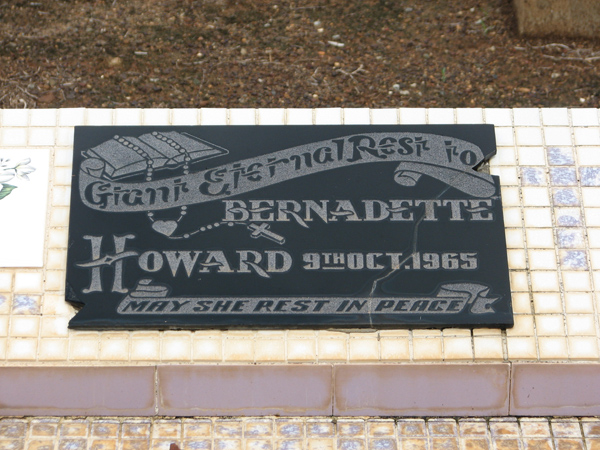 Grant Eternal Rest to
BERNADETTE
HOWARD 9TH OCT. 1965
MAY SHE REST IN PEACE